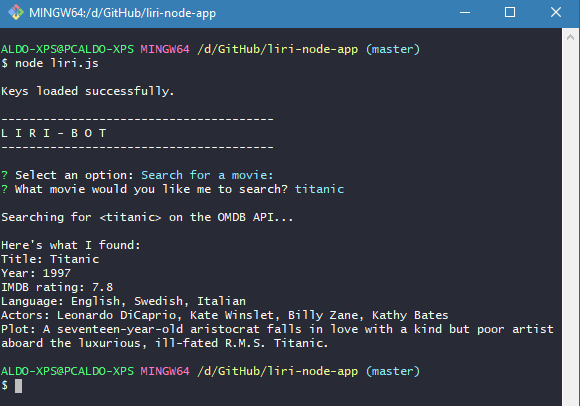 MINGW64:/d/GitHub/liri-node-app
ALDO-XPS@PCALDO-XPS MINGW64 /d/GitHub/liri-node-app (master)
$ node liri.js
Keys loaded successfully.
---------------------------------------
L I R I - B O T
---------------------------------------
? Select an option: Search for a movie:
? What movie would you like me to search? titanic
Searching for <titanic> on the OMDB API...
Here's what I found:
Title: Titanic
Year: 1997
IMDB rating: 7.8
Language: English, Swedish, Italian
Actors: Leonardo DiCaprio, Kate Winslet, Billy Zane, Kathy Bates
Plot: A seventeen-year-old aristocrat falls in love with a kind but poor artist
aboard the luxurious, ill-fated R.M.S. Titanic.
ALDO-XPS@PCALDO-XPS MINGW64 /d/GitHub/liri-node-app (master)
$